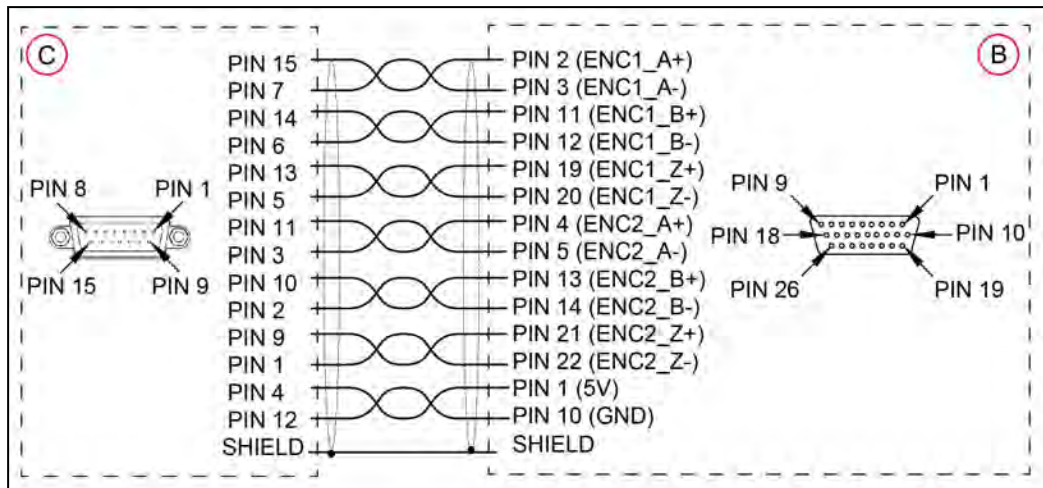 C
B
PIN 15
PIN 2 (ENC1_A+)
PIN 7
PIN 3 (ENC1_A-)
PIN 14
PIN 11 (ENC1_B+)
PIN 6
PIN 12 (ENC1_B-)
PIN 13
PIN 19 (ENC1_Z+)
PIN 5
PIN 20 (ENC1_Z-)
PIN 11
PIN 4 (ENC2_A+)
PIN 3
PIN 5 (ENC2_A-)
PIN 10
PIN 13 (ENC2_B+)
PIN 2
PIN 14 (ENC2_B-)
PIN 9
PIN 21 (ENC2_Z+)
PIN 1
PIN 22 (ENC2_Z-)
PIN 4
PIN 1 (5V)
PIN 12
PIN 10 (GND)
SHIELD
SHIELD
PIN 8
PIN 1
PIN 15
PIN 9
PIN 9
PIN 1
PIN 18
PIN 10
PIN 26
PIN 19